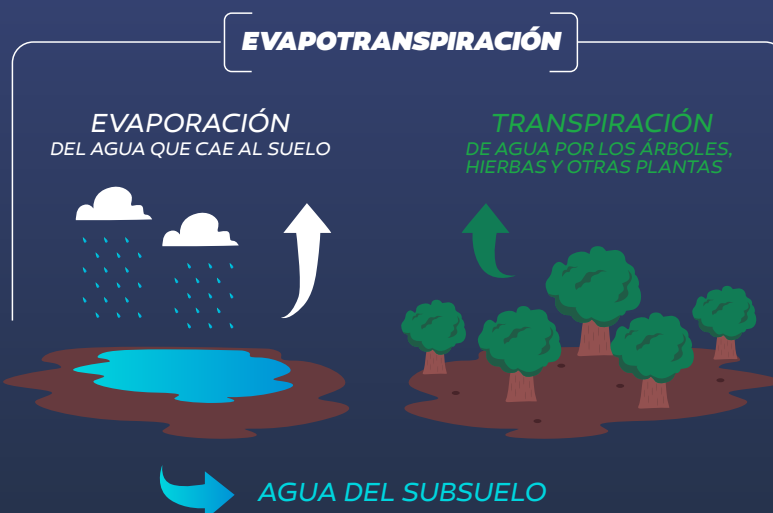 EVAPOTRANSPIRACIÓN
EVAPORACIÓN
DEL AGUA QUE CAE AL SUELO
TRANSPIRACIÓN
DE AGUA POR LOS ÁRBOLES,
HIERBAS Y OTRAS PLANTAS
AGUA DEL SUBSUELO